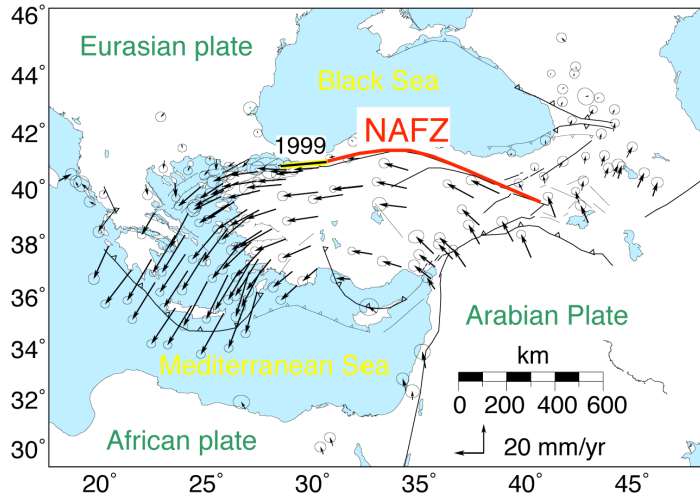 46°
44°
42°
40°
38°
36°
34°
32°
30°
Eurasian plate
Black Sea
1999
NAFZ
Arabian Plate
Mediterranean Sea
African plate
km
0 200 400 600
20 mm/yr
20° 25° 30° 35° 40° 45°